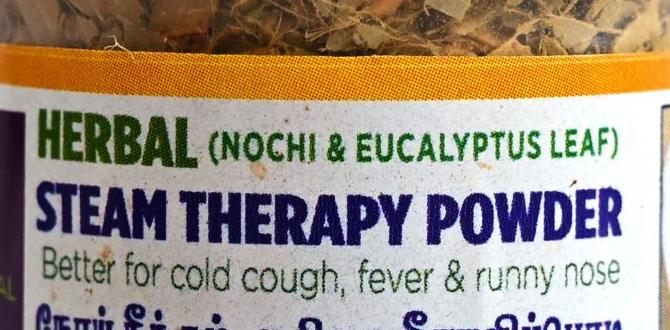 HERBAL (NOCHI & EUCALYPTUS LEAF)
STEAM THERAPY POWDER
Better for cold cough, fever & runny nose